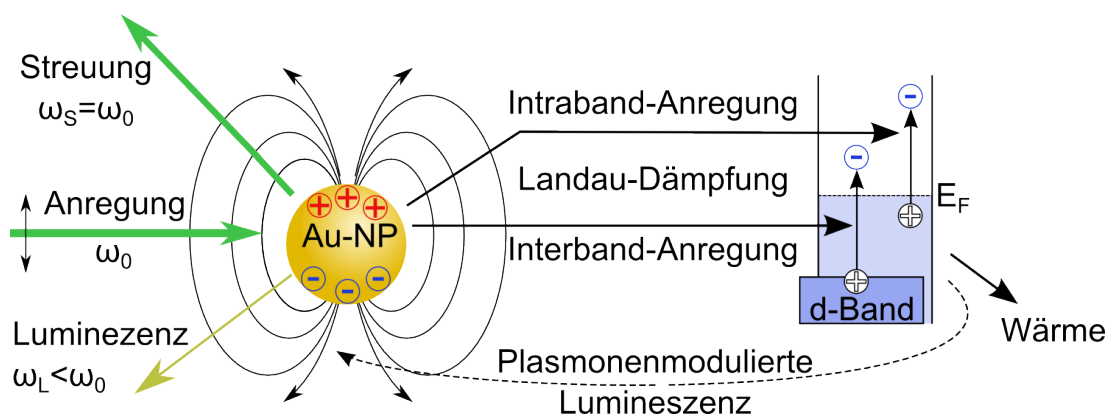 Streuung
ωS=ω0
Anregung
ω0
Luminezenz
ωL<ω0
Au-NP
Intraband-Anregung
Landau-Dämpfung
Interband-Anregung
EF
d-Band
Wärme
Plasmonenmodulierte
Lumineszenz